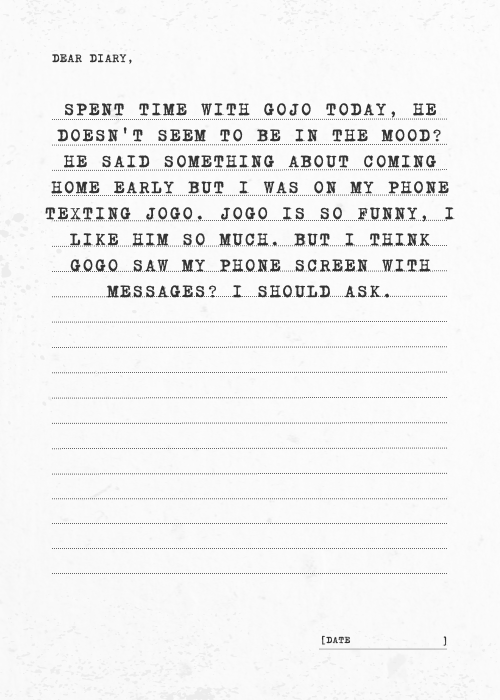 DEAR DIARY,
SPENT TIME WITH GOJO TODAY, HE
DOESN'T SEEM TO BE IN THE MOOD?
HE SAID SOMETHING ABOUT COMING
HOME EARLY BUT I WAS ON MY PHONE
TEXTING JOGO. JOGO IS SO FUNNY, I
LIKE HIM SO MUCH. BUT I THINK
GOGO SAW MY PHONE SCREEN WITH
MESSAGES? I SHOULD ASK.
[DATE ]